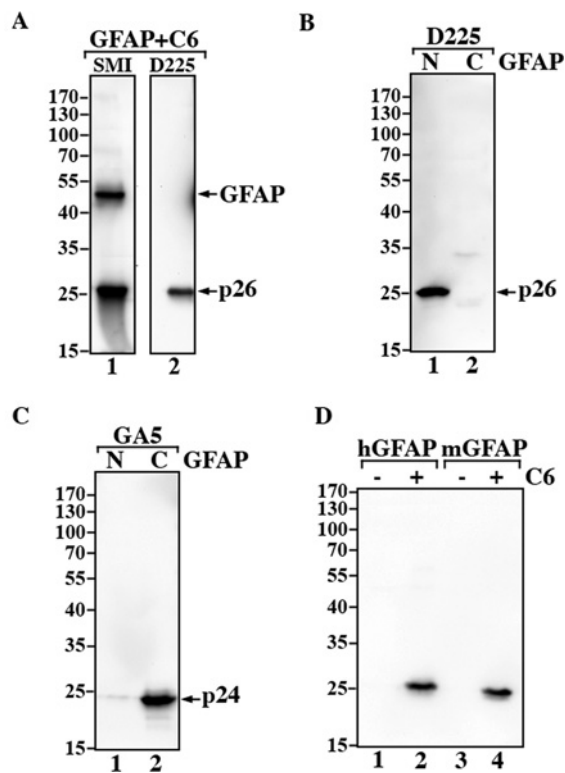 A
GFAP+C6
SMI D225
170
130
100
70
55
40
35
25
15
GFAP
p26
1 2
B
D225
N C GFAP
170
130
100
70
55
40
35
25
15
p26
1 2
C
GA5
N C GFAP
170
130
100
70
55
40
35
25
15
p24
1 2
D
hGFAP mGFAP
- + - + C6
170
130
100
70
55
40
35
25
15
1 2 3 4